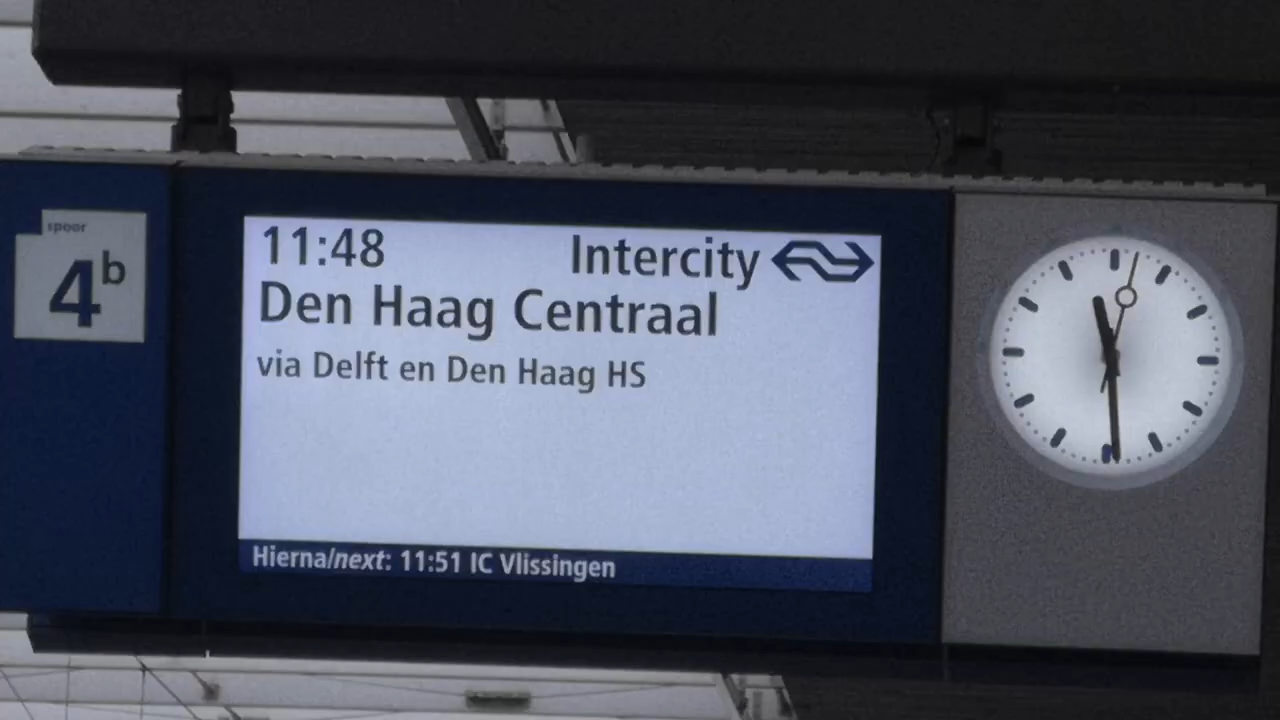 spoor
4b
11:48 Intercity
Den Haag Centraal
via Delft en Den Haag HS
Hierna/next: 11:51 IC Vlissingen